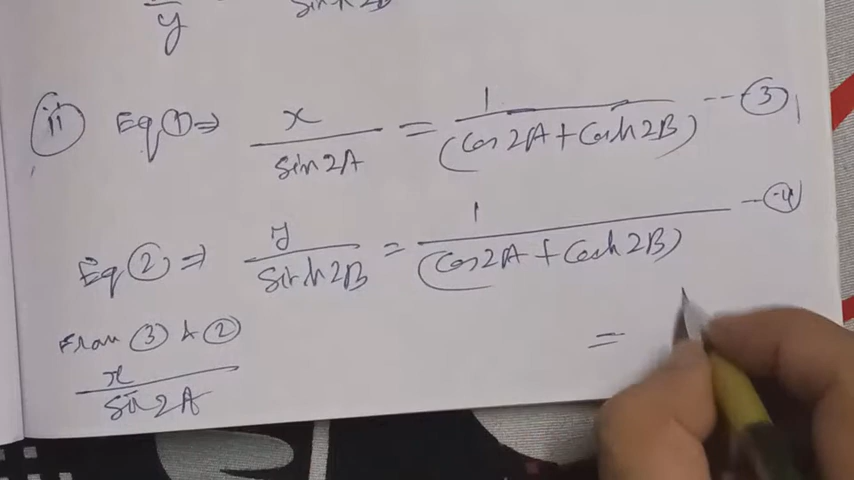 y
ii Eq ① ⇒ x/sin2A = 1/(Cos2A + Cosh2B) --- ③
Eq ② ⇒ y/Sinh2B = 1/(Cos2A + Cosh2B) -- ④
From ③ & ②
x/Sin2A =